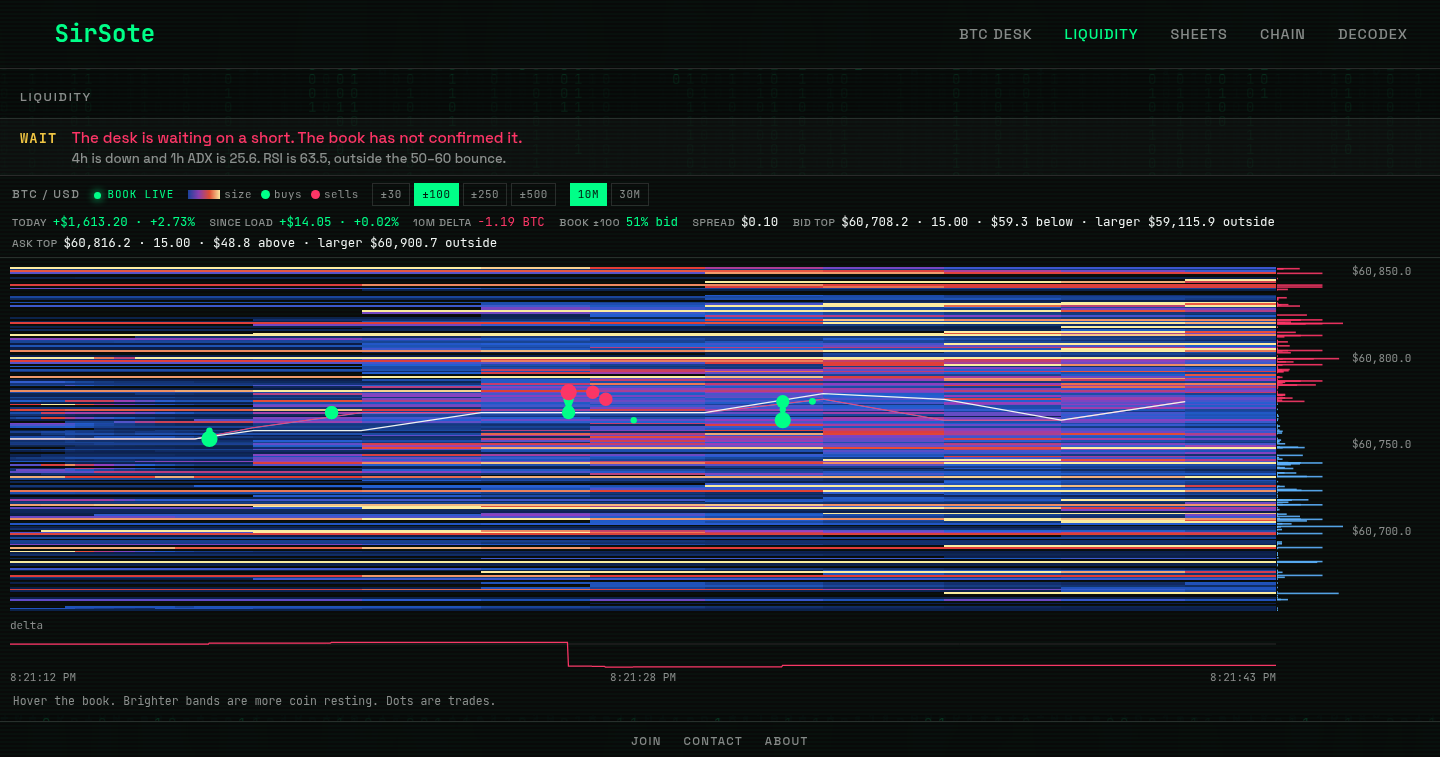 SirSote
BTC DESK LIQUIDITY SHEETS CHAIN DECODEX
LIQUIDITY
WAIT The desk is waiting on a short. The book has not confirmed it.
4h is down and 1h ADX is 25.6. RSI is 63.5, outside the 50–60 bounce.
BTC / USD BOOK LIVE size buys sells ±30 ±100 ±250 ±500 10M 30M
TODAY +$1,613.20 · +2.73% SINCE LOAD +$14.05 · +0.02% 10M DELTA -1.19 BTC BOOK ±100 51% bid SPREAD $0.10 BID TOP $60,708.2 · 15.00 · $59.3 below · larger $59,115.9 outside
ASK TOP $60,816.2 · 15.00 · $48.8 above · larger $60,900.7 outside
$60,850.0
$60,800.0
$60,750.0
$60,700.0
delta
8:21:12 PM 8:21:28 PM 8:21:43 PM
Hover the book. Brighter bands are more coin resting. Dots are trades.
JOIN CONTACT ABOUT